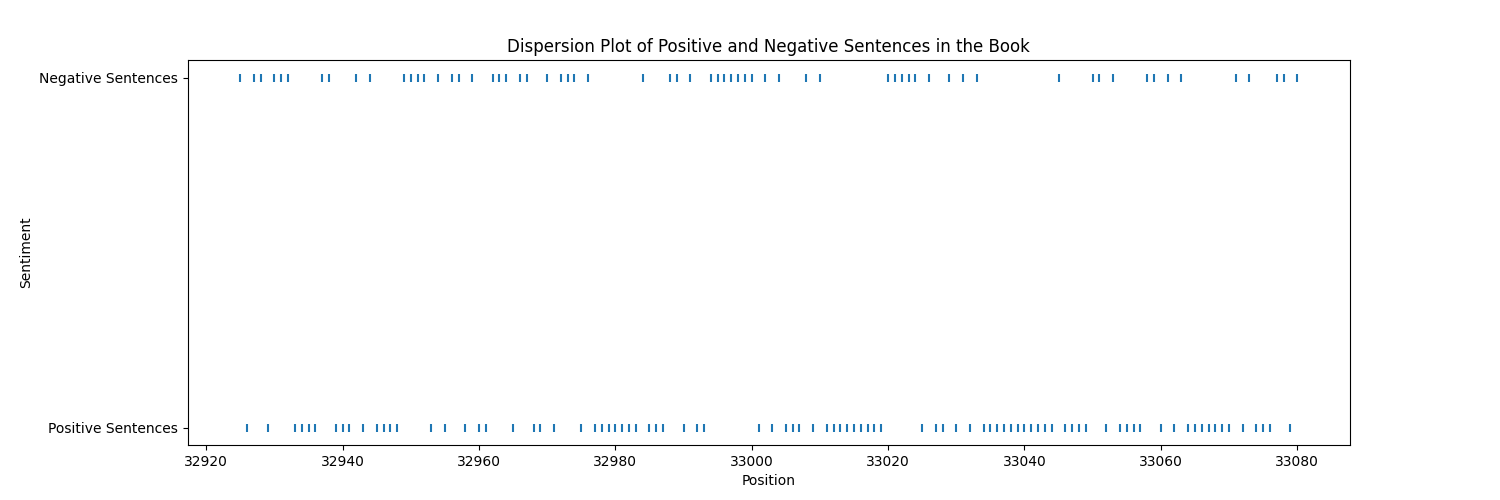 Dispersion Plot of Positive and Negative Sentences in the Book
Negative Sentences
Sentiment
Positive Sentences
32920 32940 32960 32980 33000 33020 33040 33060 33080
Position